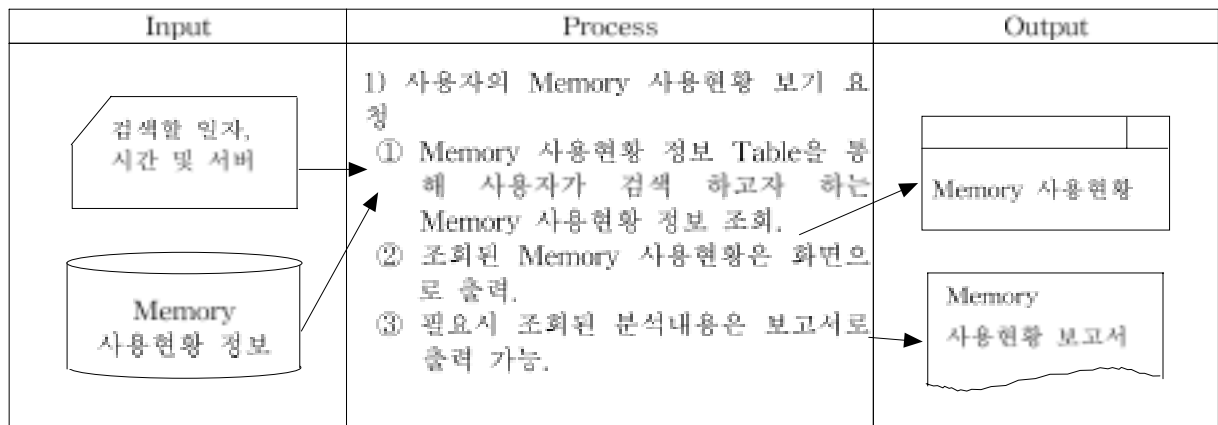 Input
Process
Output
검색할 일자,
시간 및 서버
Memory
사용현황 정보
1) 사용자의 Memory 사용현황 보기 요
청
① Memory 사용현황 정보 Table을 통
해 사용자가 검색 하고자 하는
Memory 사용현황 정보 조회.
② 조회된 Memory 사용현황은 화면으
로 출력.
③ 필요시 조회된 분석내용은 보고서로
출력 가능.
Memory 사용현황
Memory
사용현황 보고서